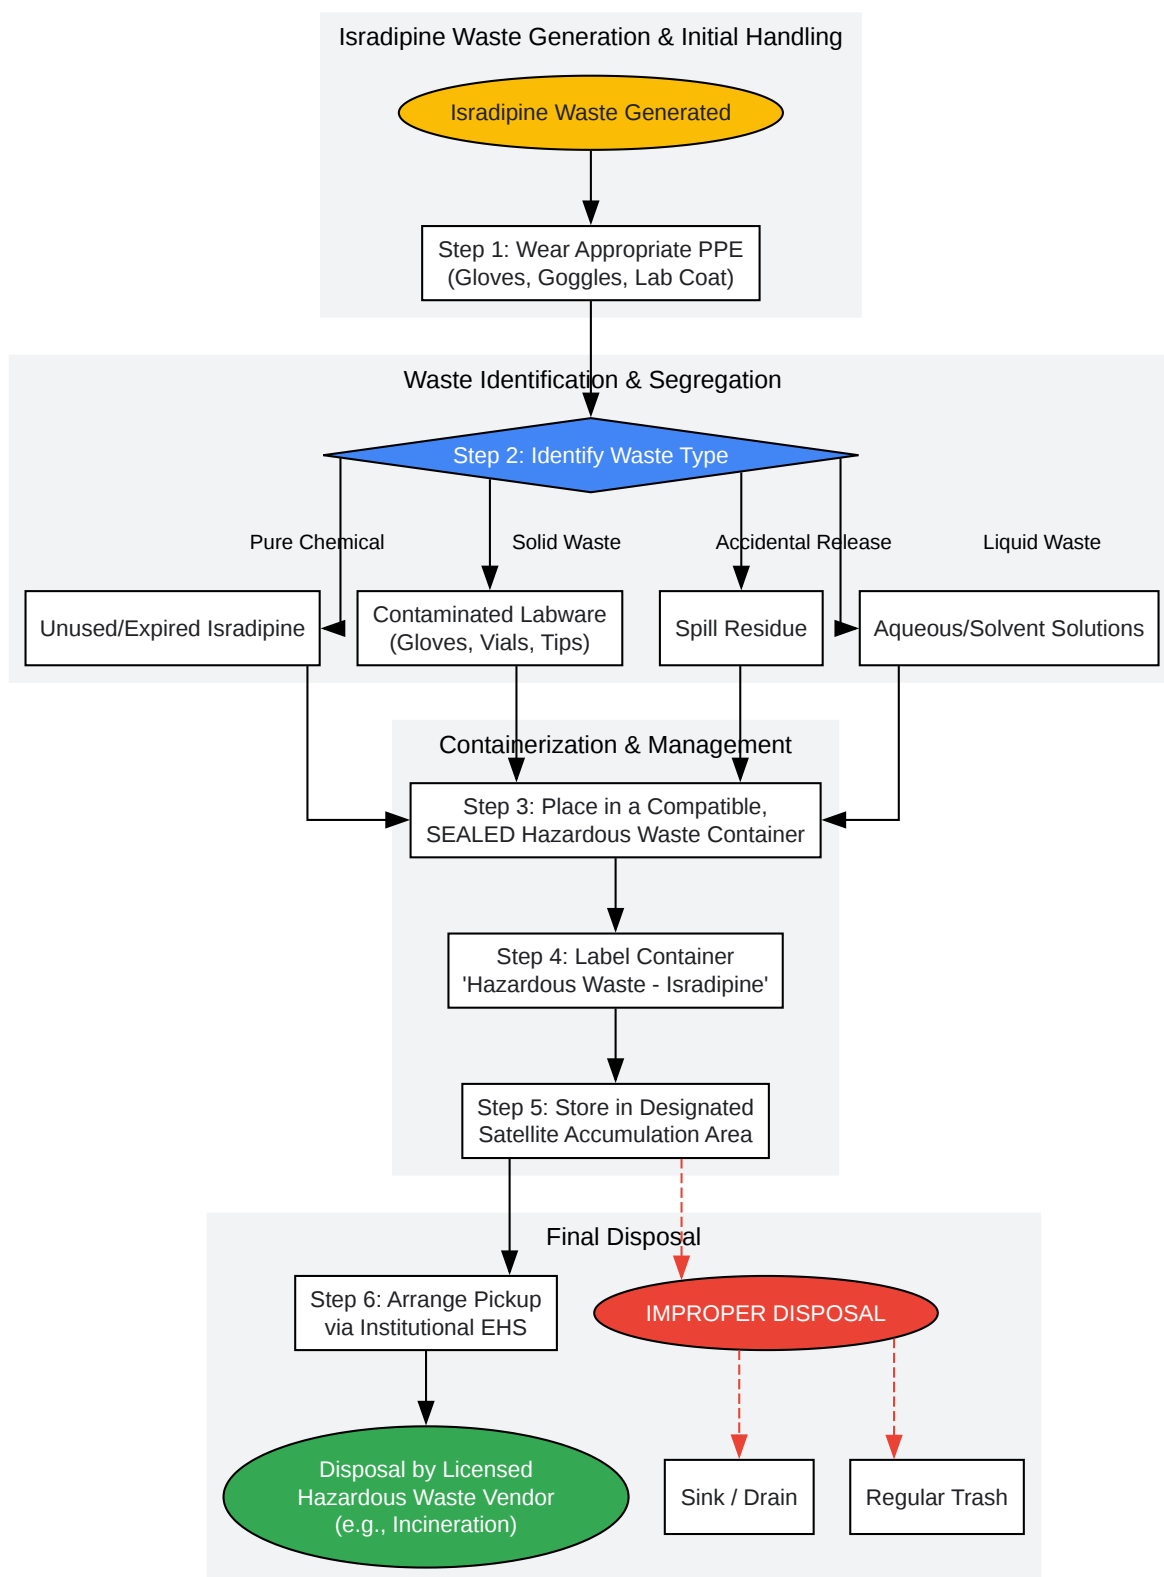 Isradipine Waste Generation & Initial Handling
Isradipine Waste Generated
Step 1: Wear Appropriate PPE
(Gloves, Goggles, Lab Coat)
Waste Identification & Segregation
Step 2: Identify Waste Type
Pure Chemical
Solid Waste
Accidental Release
Liquid Waste
Unused/Expired Isradipine
Contaminated Labware
(Gloves, Vials, Tips)
Spill Residue
Aqueous/Solvent Solutions
Containerization & Management
Step 3: Place in a Compatible,
SEALED Hazardous Waste Container
Step 4: Label Container
'Hazardous Waste - Isradipine'
Step 5: Store in Designated
Satellite Accumulation Area
Final Disposal
Step 6: Arrange Pickup
via Institutional EHS
IMPROPER DISPOSAL
Disposal by Licensed
Hazardous Waste Vendor
(e.g., Incineration)
Sink / Drain
Regular Trash